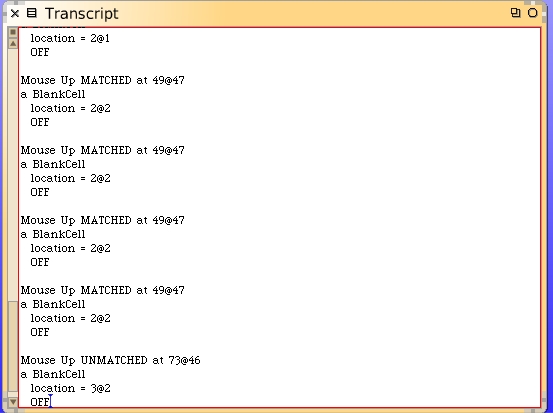 Transcript
location = 2@1
OFF
Mouse Up MATCHED at 49@47
a BlankCell
location = 2@2
OFF
Mouse Up MATCHED at 49@47
a BlankCell
location = 2@2
OFF
Mouse Up MATCHED at 49@47
a BlankCell
location = 2@2
OFF
Mouse Up MATCHED at 49@47
a BlankCell
location = 2@2
OFF
Mouse Up UNMATCHED at 73@46
a BlankCell
location = 3@2
OFF